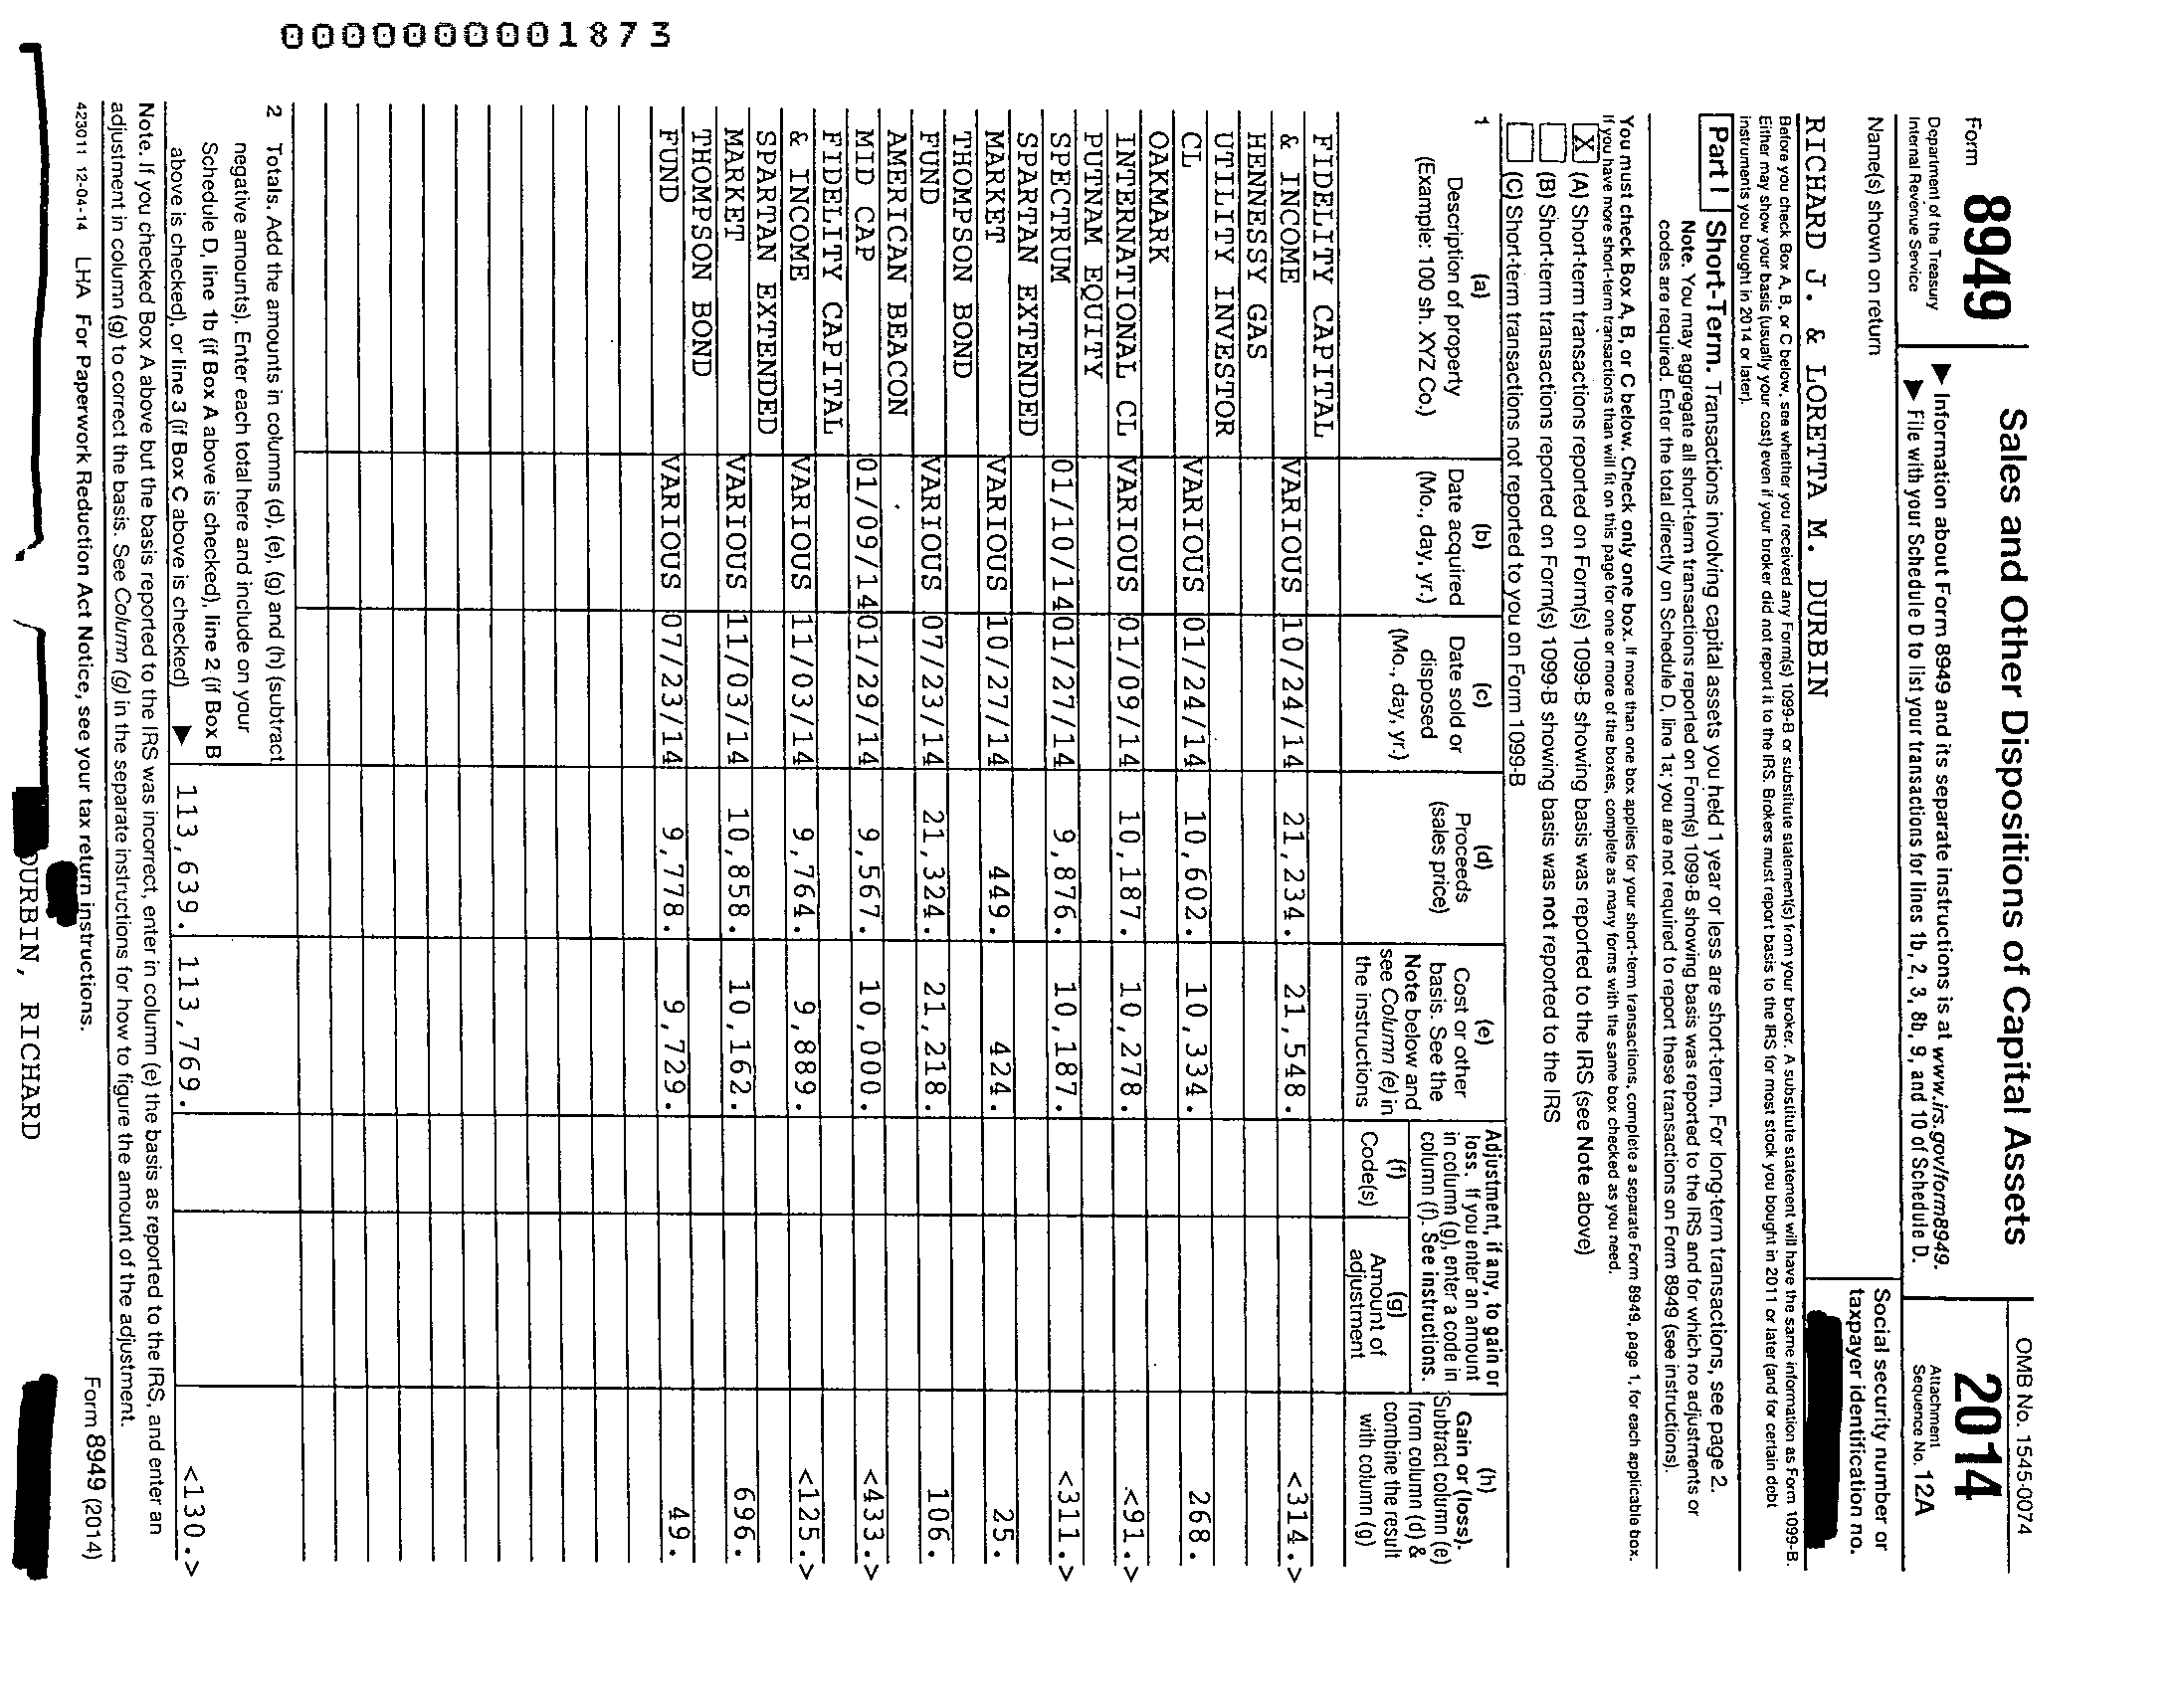 Form 8949
Department of the Treasury
Internal Revenue Service
Sales and Other Dispositions of Capital Assets
▶ Information about Form 8949 and its separate instructions is at www.irs.gov/form8949.
▶ File with your Schedule D to list your transactions for lines 1b, 2, 3, 8b, 9, and 10 of Schedule D.
OMB No. 1545-0074
2014
Attachment
Sequence No. 12A
Name(s) shown on return
Social security number or
taxpayer identification no.
RICHARD J. & LORETTA M. DURBIN
Before you check Box A, B, or C below, see whether you received any Form(s) 1099-B or substitute statement(s) from your broker. A substitute statement will have the same information as Form 1099-B.
Either may show your basis (usually your cost) even if your broker did not report it to the IRS. Brokers must report basis to the IRS for most stock you bought in 2011 or later (and for certain debt
instruments you bought in 2014 or later).
Part I Short-Term. Transactions involving capital assets you held 1 year or less are short-term. For long-term transactions, see page 2.
Note. You may aggregate all short-term transactions reported on Form(s) 1099-B showing basis was reported to the IRS and for which no adjustments or
codes are required. Enter the total directly on Schedule D, line 1a; you are not required to report these transactions on Form 8949 (see instructions).
You must check Box A, B, or C below. Check only one box. If more than one box applies for your short-term transactions, complete a separate Form 8949, page 1, for each applicable box.
If you have more short-term transactions than will fit on this page for one or more of the boxes, complete as many forms with the same box checked as you need.
X (A) Short-term transactions reported on Form(s) 1099-B showing basis was reported to the IRS (see Note above)
(B) Short-term transactions reported on Form(s) 1099-B showing basis was not reported to the IRS
(C) Short-term transactions not reported to you on Form 1099-B
1
(a)
Description of property
(Example: 100 sh. XYZ Co.)
(b)
Date acquired
(Mo., day, yr.)
(c)
Date sold or
disposed
(Mo., day, yr.)
(d)
Proceeds
(sales price)
(e)
Cost or other
basis. See the
Note below and
see Column (e) in
the instructions
Adjustment, if any, to gain or
loss. If you enter an amount
in column (g), enter a code in
column (f). See instructions.
(f)
Code(s)
(g)
Amount of
adjustment
(h)
Gain or (loss).
Subtract column (e)
from column (d) &
combine the result
with column (g)
FIDELITY CAPITAL
& INCOME VARIOUS 10/24/14 21,234. 21,548. <314.>
HENNESSY GAS
UTILITY INVESTOR
CL VARIOUS 01/24/14 10,602. 10,334. 268.
OAKMARK
INTERNATIONAL CL VARIOUS 01/09/14 10,187. 10,278. <91.>
PUTNAM EQUITY
SPECTRUM 01/10/14 01/27/14 9,876. 10,187. <311.>
SPARTAN EXTENDED
MARKET VARIOUS 10/27/14 449. 424. 25.
THOMPSON BOND
FUND VARIOUS 07/23/14 21,324. 21,218. 106.
AMERICAN BEACON
MID CAP 01/09/14 01/29/14 9,567. 10,000. <433.>
FIDELITY CAPITAL
& INCOME VARIOUS 11/03/14 9,764. 9,889. <125.>
SPARTAN EXTENDED
MARKET VARIOUS 11/03/14 10,858. 10,162. 696.
THOMPSON BOND
FUND VARIOUS 07/23/14 9,778. 9,729. 49.
2 Totals. Add the amounts in columns (d), (e), (g) and (h) (subtract
negative amounts). Enter each total here and include on your
Schedule D, line 1b (if Box A above is checked), line 2 (if Box B
above is checked), or line 3 (if Box C above is checked) ▶ 113,639. 113,769. <130.>
Note. If you checked Box A above but the basis reported to the IRS was incorrect, enter in column (e) the basis as reported to the IRS, and enter an
adjustment in column (g) to correct the basis. See Column (g) in the separate instructions for how to figure the amount of the adjustment.
423011 12-04-14 LHA For Paperwork Reduction Act Notice, see your tax return instructions.
Form 8949 (2014)
DURBIN, RICHARD
0000000001873